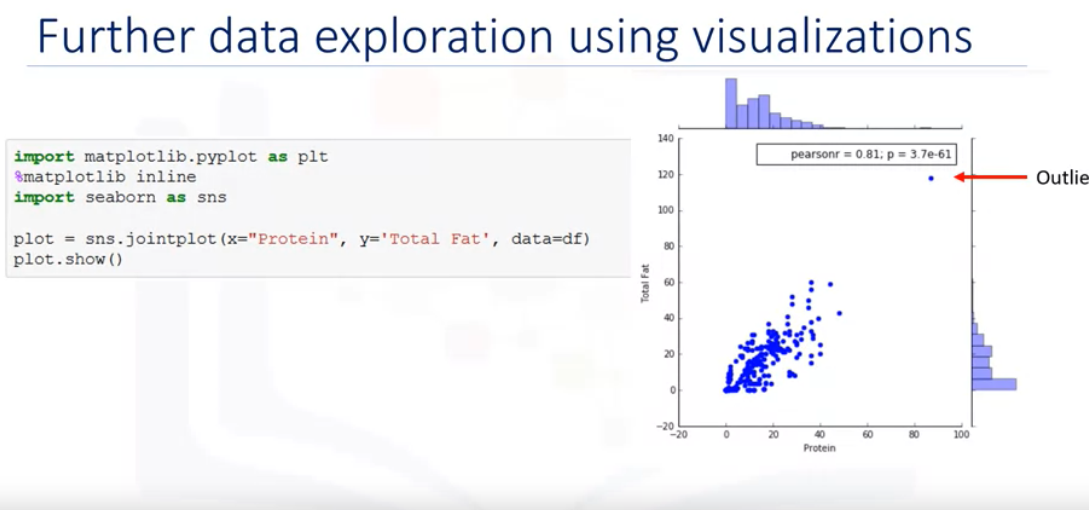 Further data exploration using visualizations
import matplotlib.pyplot as plt
%matplotlib inline
import seaborn as sns
plot = sns.jointplot(x="Protein", y='Total Fat', data=df)
plot.show()
140
pearsonr = 0.81; p = 3.7e-61
120
Outlie
100
80
60
Total Fat
40
20
0
−20
−20 0 20 40 60 80 100
Protein